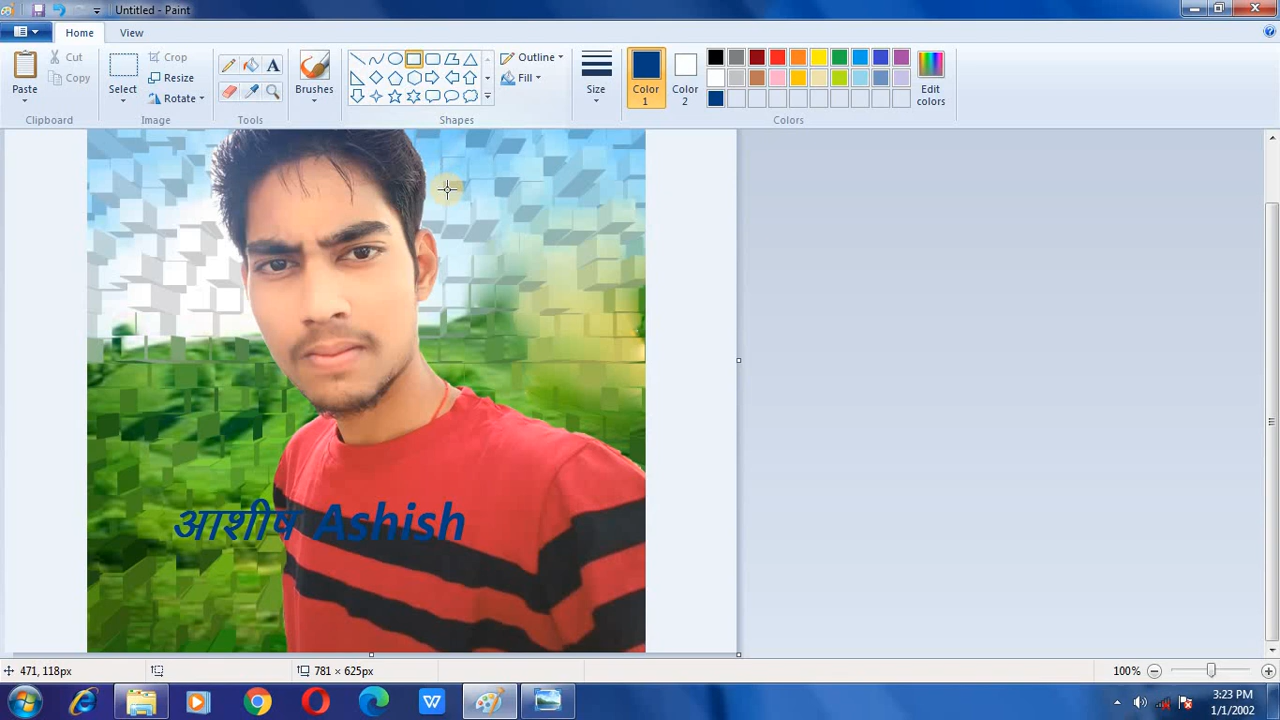 Untitled - Paint
Home
View
Paste
Cut
Copy
Clipboard
Select
Crop
Resize
Rotate
Image
Tools
Brushes
Shapes
Outline
Fill
Size
Color
1
Color
2
Edit
colors
Colors
आशीष Ashish
471, 118px
781 × 625px
100%
3:23 PM
1/1/2002